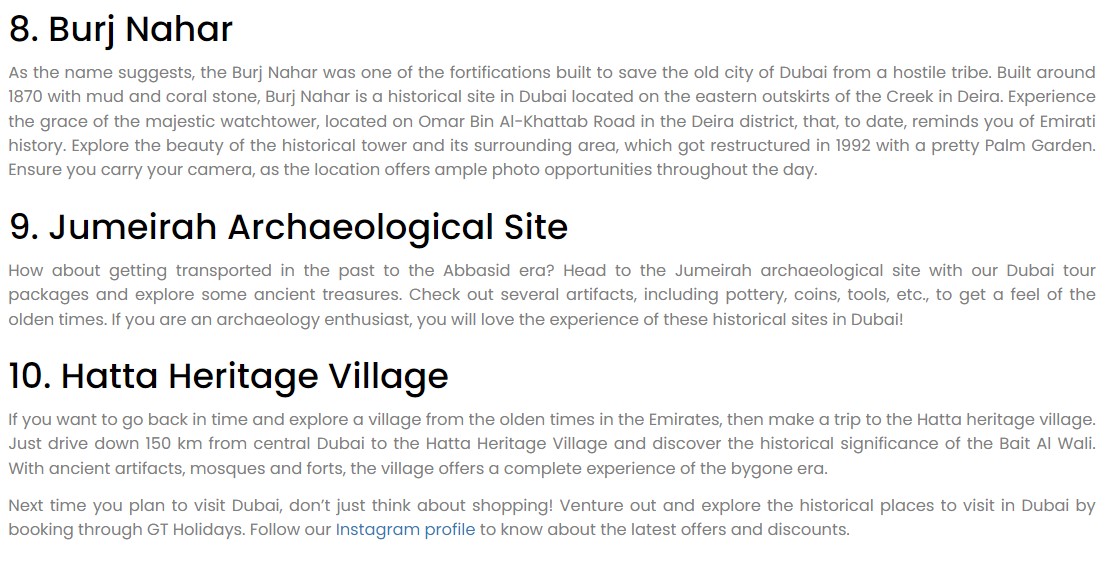 8. Burj Nahar
As the name suggests, the Burj Nahar was one of the fortifications built to save the old city of Dubai from a hostile tribe. Built around
1870 with mud and coral stone, Burj Nahar is a historical site in Dubai located on the eastern outskirts of the Creek in Deira. Experience
the grace of the majestic watchtower, located on Omar Bin Al-Khattab Road in the Deira district, that, to date, reminds you of Emirati
history. Explore the beauty of the historical tower and its surrounding area, which got restructured in 1992 with a pretty Palm Garden.
Ensure you carry your camera, as the location offers ample photo opportunities throughout the day.
9. Jumeirah Archaeological Site
How about getting transported in the past to the Abbasid era? Head to the Jumeirah archaeological site with our Dubai tour
packages and explore some ancient treasures. Check out several artifacts, including pottery, coins, tools, etc., to get a feel of the
olden times. If you are an archaeology enthusiast, you will love the experience of these historical sites in Dubai!
10. Hatta Heritage Village
If you want to go back in time and explore a village from the olden times in the Emirates, then make a trip to the Hatta heritage village.
Just drive down 150 km from central Dubai to the Hatta Heritage Village and discover the historical significance of the Bait Al Wali.
With ancient artifacts, mosques and forts, the village offers a complete experience of the bygone era.
Next time you plan to visit Dubai, don’t just think about shopping! Venture out and explore the historical places to visit in Dubai by
booking through GT Holidays. Follow our Instagram profile to know about the latest offers and discounts.